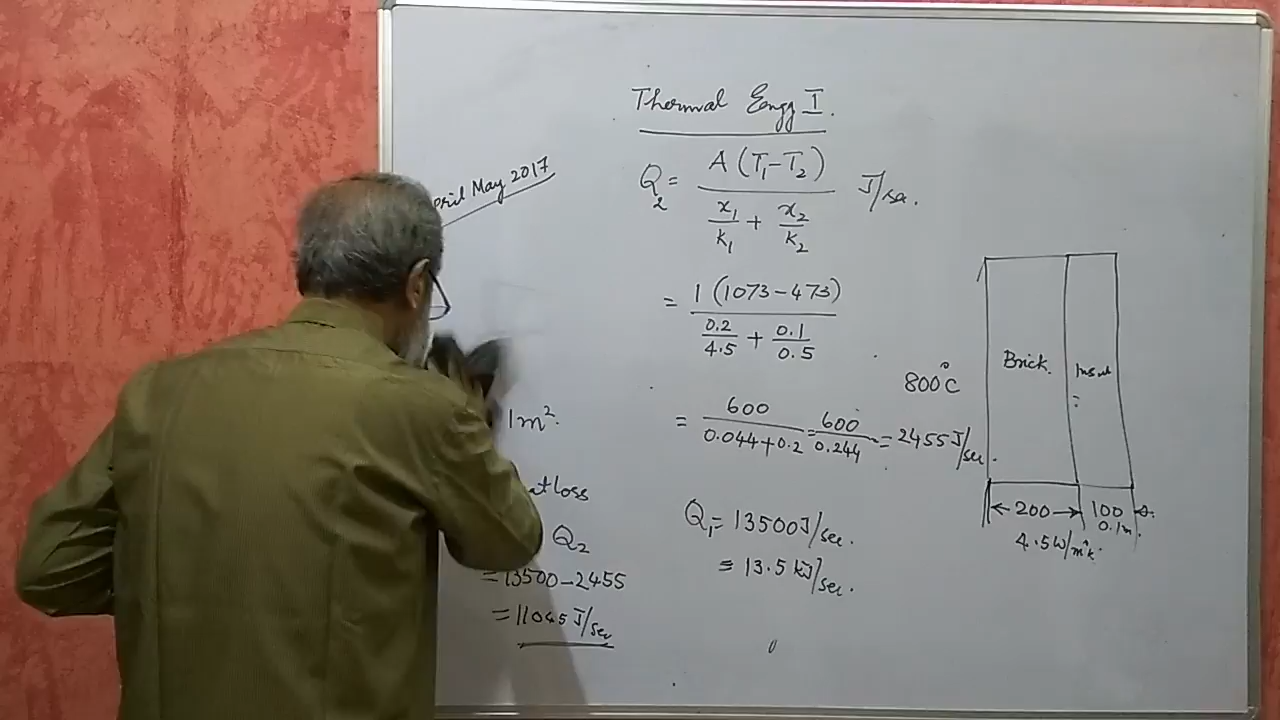 Thermal Engg I.
April May 2017
Q₂ = A (T₁-T₂) / (x₁/k₁ + x₂/k₂) J/sec.
= 1 (1073-473) / (0.2/4.5 + 0.1/0.5)
= 600 / (0.044+0.2) = 600/0.244 = 2455 J/sec.
Q₁ = 13500 J/sec.
= 13.5 kJ/sec.
1m².
at loss
Q₂
= 13500-2455
= 11045 J/sec
800°C
Brick.
Insul
200
100
0.1m.
4.5 W/m°k.